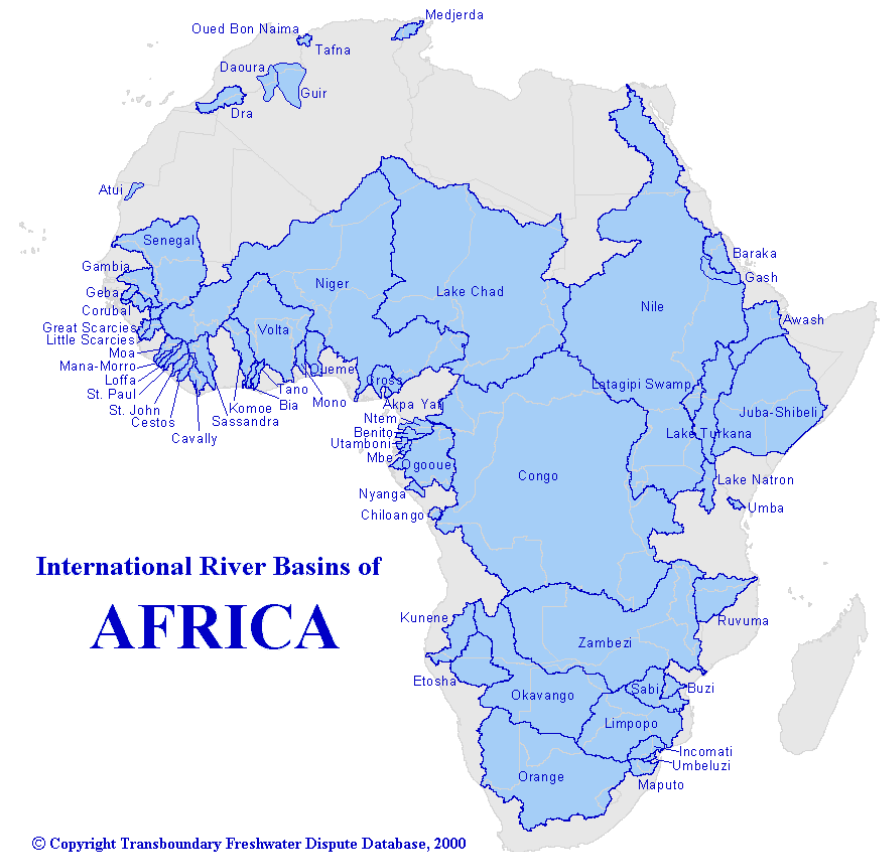 Medjerda
Oued Bon Naima
Tafna
Daoura
Guir
Dra
Atui
Senegal
Baraka
Gambia
Gash
Niger
Lake Chad
Geba
Nile
Corubal
Awash
Great Scarcies
Volta
Little Scarcies
Moa
Mana-Morro
Oueme
Loffa
Cross
Latagipi Swamp
St. Paul
Tano
St. John
Komoe
Bia
Mono
Akpa Yaf
Juba-Shibeli
Cestos
Sassandra
Ntem
Cavally
Benito
Lake Turkana
Utamboni
Mbe
Ogooue
Congo
Lake Natron
Nyanga
Umba
Chiloango
International River Basins of
AFRICA
Kunene
Ruvuma
Zambezi
Etosha
Okavango
Sabi
Buzi
Limpopo
Incomati
Umbeluzi
Orange
Maputo
© Copyright Transboundary Freshwater Dispute Database, 2000